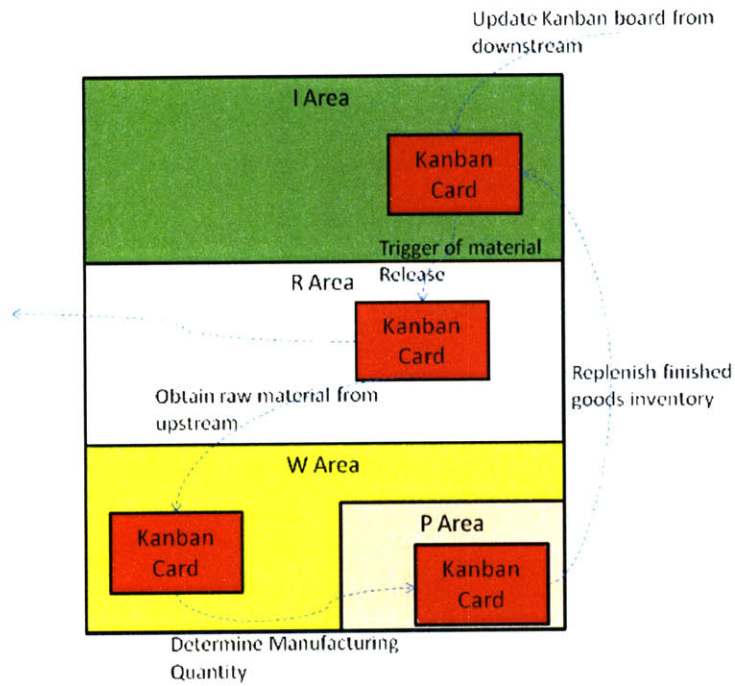 Update Kanban board from
downstream
I Area
Kanban
Card
Trigger of material
Release
R Area
Kanban
Card
Replenish finished
goods inventory
Obtain raw material from
upstream
W Area
P Area
Kanban
Card
Kanban
Card
Determine Manufacturing
Quantity